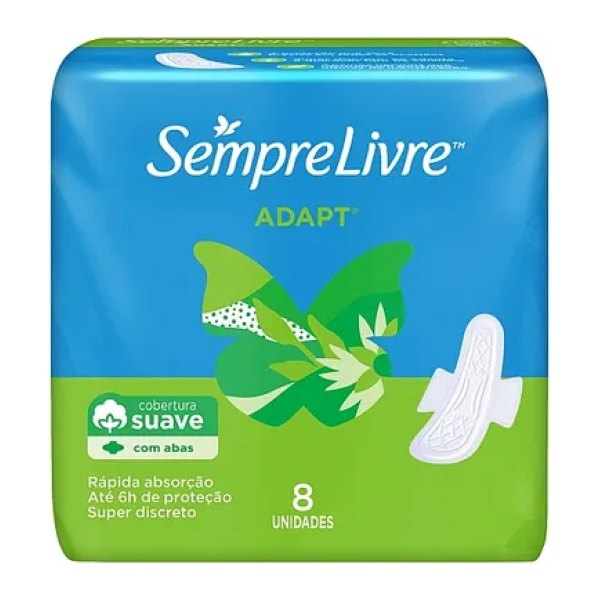 SempreLivre™
ADAPT®
cobertura
suave
com abas
Rápida absorção
Até 6h de proteção
Super discreto
8
UNIDADES